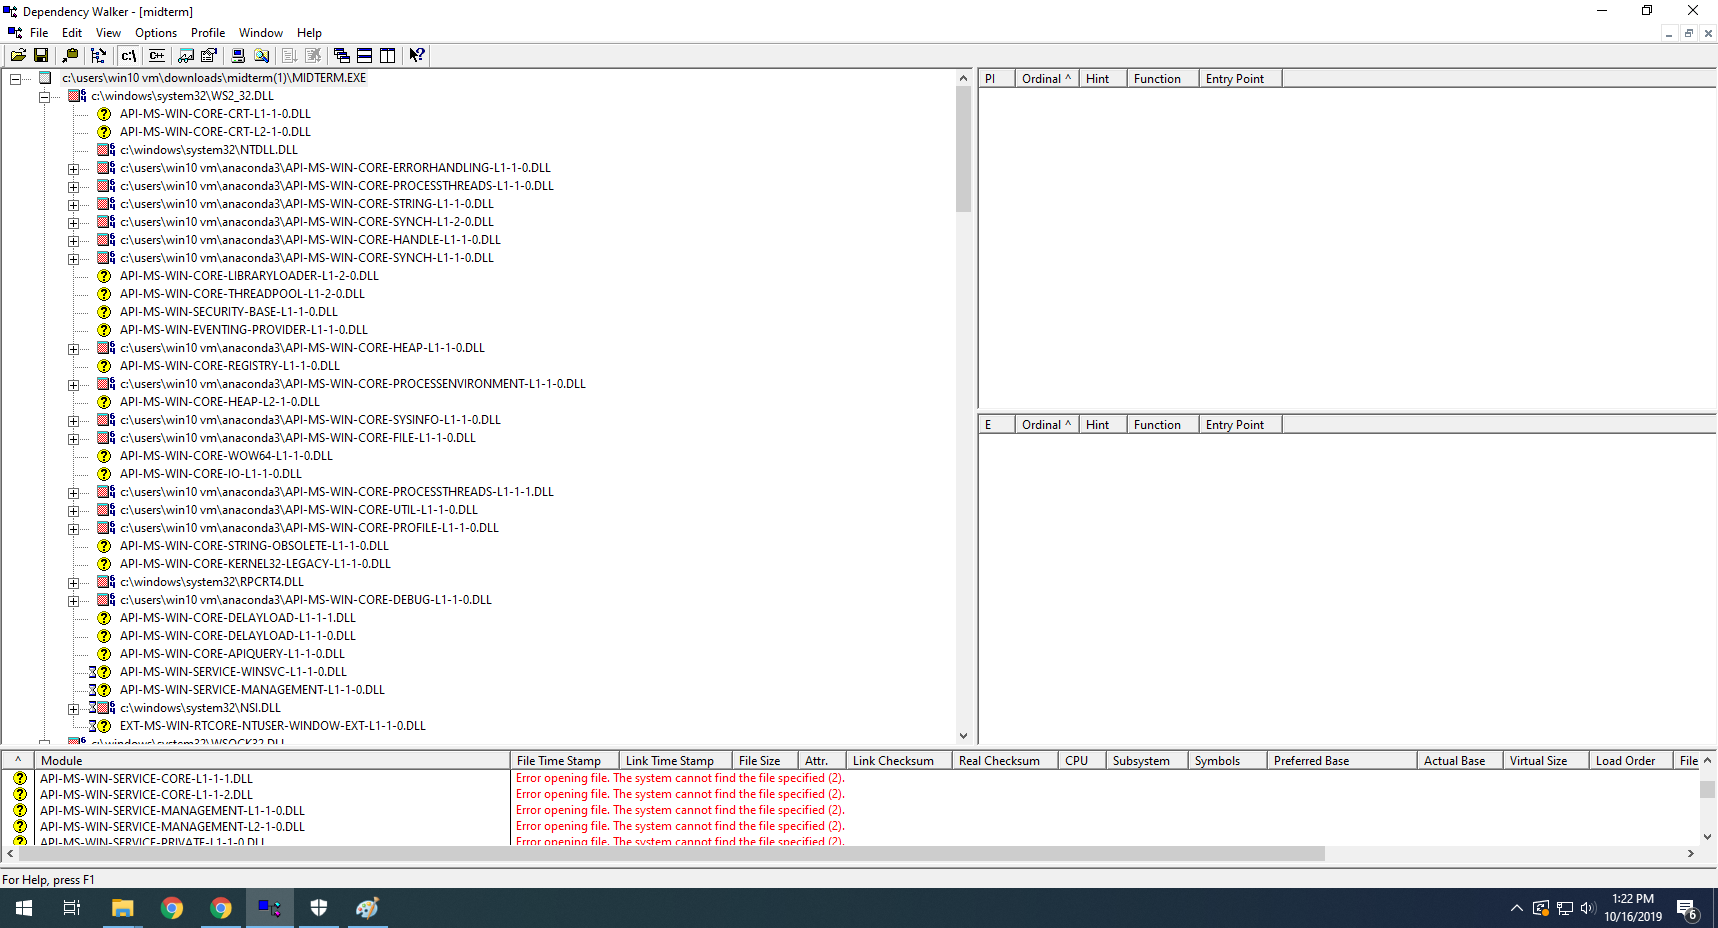 Dependency Walker - [midterm]
File Edit View Options Profile Window Help
c:\ C++
c:\users\win10 vm\downloads\midterm(1)\MIDTERM.EXE
c:\windows\system32\WS2_32.DLL
API-MS-WIN-CORE-CRT-L1-1-0.DLL
API-MS-WIN-CORE-CRT-L2-1-0.DLL
c:\windows\system32\NTDLL.DLL
c:\users\win10 vm\anaconda3\API-MS-WIN-CORE-ERRORHANDLING-L1-1-0.DLL
c:\users\win10 vm\anaconda3\API-MS-WIN-CORE-PROCESSTHREADS-L1-1-0.DLL
c:\users\win10 vm\anaconda3\API-MS-WIN-CORE-STRING-L1-1-0.DLL
c:\users\win10 vm\anaconda3\API-MS-WIN-CORE-SYNCH-L1-2-0.DLL
c:\users\win10 vm\anaconda3\API-MS-WIN-CORE-HANDLE-L1-1-0.DLL
c:\users\win10 vm\anaconda3\API-MS-WIN-CORE-SYNCH-L1-1-0.DLL
API-MS-WIN-CORE-LIBRARYLOADER-L1-2-0.DLL
API-MS-WIN-CORE-THREADPOOL-L1-2-0.DLL
API-MS-WIN-SECURITY-BASE-L1-1-0.DLL
API-MS-WIN-EVENTING-PROVIDER-L1-1-0.DLL
c:\users\win10 vm\anaconda3\API-MS-WIN-CORE-HEAP-L1-1-0.DLL
API-MS-WIN-CORE-REGISTRY-L1-1-0.DLL
c:\users\win10 vm\anaconda3\API-MS-WIN-CORE-PROCESSENVIRONMENT-L1-1-0.DLL
API-MS-WIN-CORE-HEAP-L2-1-0.DLL
c:\users\win10 vm\anaconda3\API-MS-WIN-CORE-SYSINFO-L1-1-0.DLL
c:\users\win10 vm\anaconda3\API-MS-WIN-CORE-FILE-L1-1-0.DLL
API-MS-WIN-CORE-WOW64-L1-1-0.DLL
API-MS-WIN-CORE-IO-L1-1-0.DLL
c:\users\win10 vm\anaconda3\API-MS-WIN-CORE-PROCESSTHREADS-L1-1-1.DLL
c:\users\win10 vm\anaconda3\API-MS-WIN-CORE-UTIL-L1-1-0.DLL
c:\users\win10 vm\anaconda3\API-MS-WIN-CORE-PROFILE-L1-1-0.DLL
API-MS-WIN-CORE-STRING-OBSOLETE-L1-1-0.DLL
API-MS-WIN-CORE-KERNEL32-LEGACY-L1-1-0.DLL
c:\windows\system32\RPCRT4.DLL
c:\users\win10 vm\anaconda3\API-MS-WIN-CORE-DEBUG-L1-1-0.DLL
API-MS-WIN-CORE-DELAYLOAD-L1-1-1.DLL
API-MS-WIN-CORE-DELAYLOAD-L1-1-0.DLL
API-MS-WIN-CORE-APIQUERY-L1-1-0.DLL
API-MS-WIN-SERVICE-WINSVC-L1-1-0.DLL
API-MS-WIN-SERVICE-MANAGEMENT-L1-1-0.DLL
c:\windows\system32\NSI.DLL
EXT-MS-WIN-RTCORE-NTUSER-WINDOW-EXT-L1-1-0.DLL
c:\windows\system32\WSOCK32.DLL
PI Ordinal ^ Hint Function Entry Point
E Ordinal ^ Hint Function Entry Point
^ Module File Time Stamp Link Time Stamp File Size Attr. Link Checksum Real Checksum CPU Subsystem Symbols Preferred Base Actual Base Virtual Size Load Order File
API-MS-WIN-SERVICE-CORE-L1-1-1.DLL Error opening file. The system cannot find the file specified (2).
API-MS-WIN-SERVICE-CORE-L1-1-2.DLL Error opening file. The system cannot find the file specified (2).
API-MS-WIN-SERVICE-MANAGEMENT-L1-1-0.DLL Error opening file. The system cannot find the file specified (2).
API-MS-WIN-SERVICE-MANAGEMENT-L2-1-0.DLL Error opening file. The system cannot find the file specified (2).
API-MS-WIN-SERVICE-PRIVATE-L1-1-0.DLL Error opening file. The system cannot find the file specified (2).
For Help, press F1
1:22 PM
10/16/2019
6